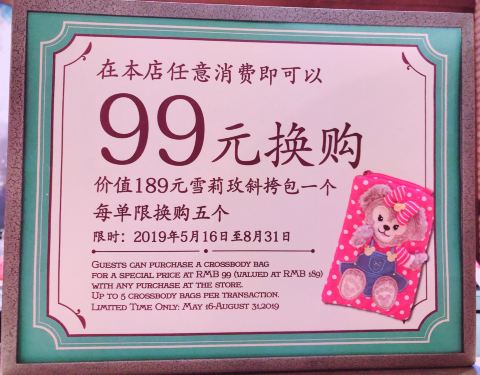 在本店任意消费即可以
99元换购
价值189元雪莉玫斜挎包一个
每单限换购五个
限时：2019年5月16日至8月31日
GUESTS CAN PURCHASE A CROSSBODY BAG
FOR A SPECIAL PRICE AT RMB 99 (VALUED AT RMB 189)
WITH ANY PURCHASE AT THE STORE.
UP TO 5 CROSSBODY BAGS PER TRANSACTION.
LIMITED TIME ONLY: MAY 16-AUGUST 31,2019